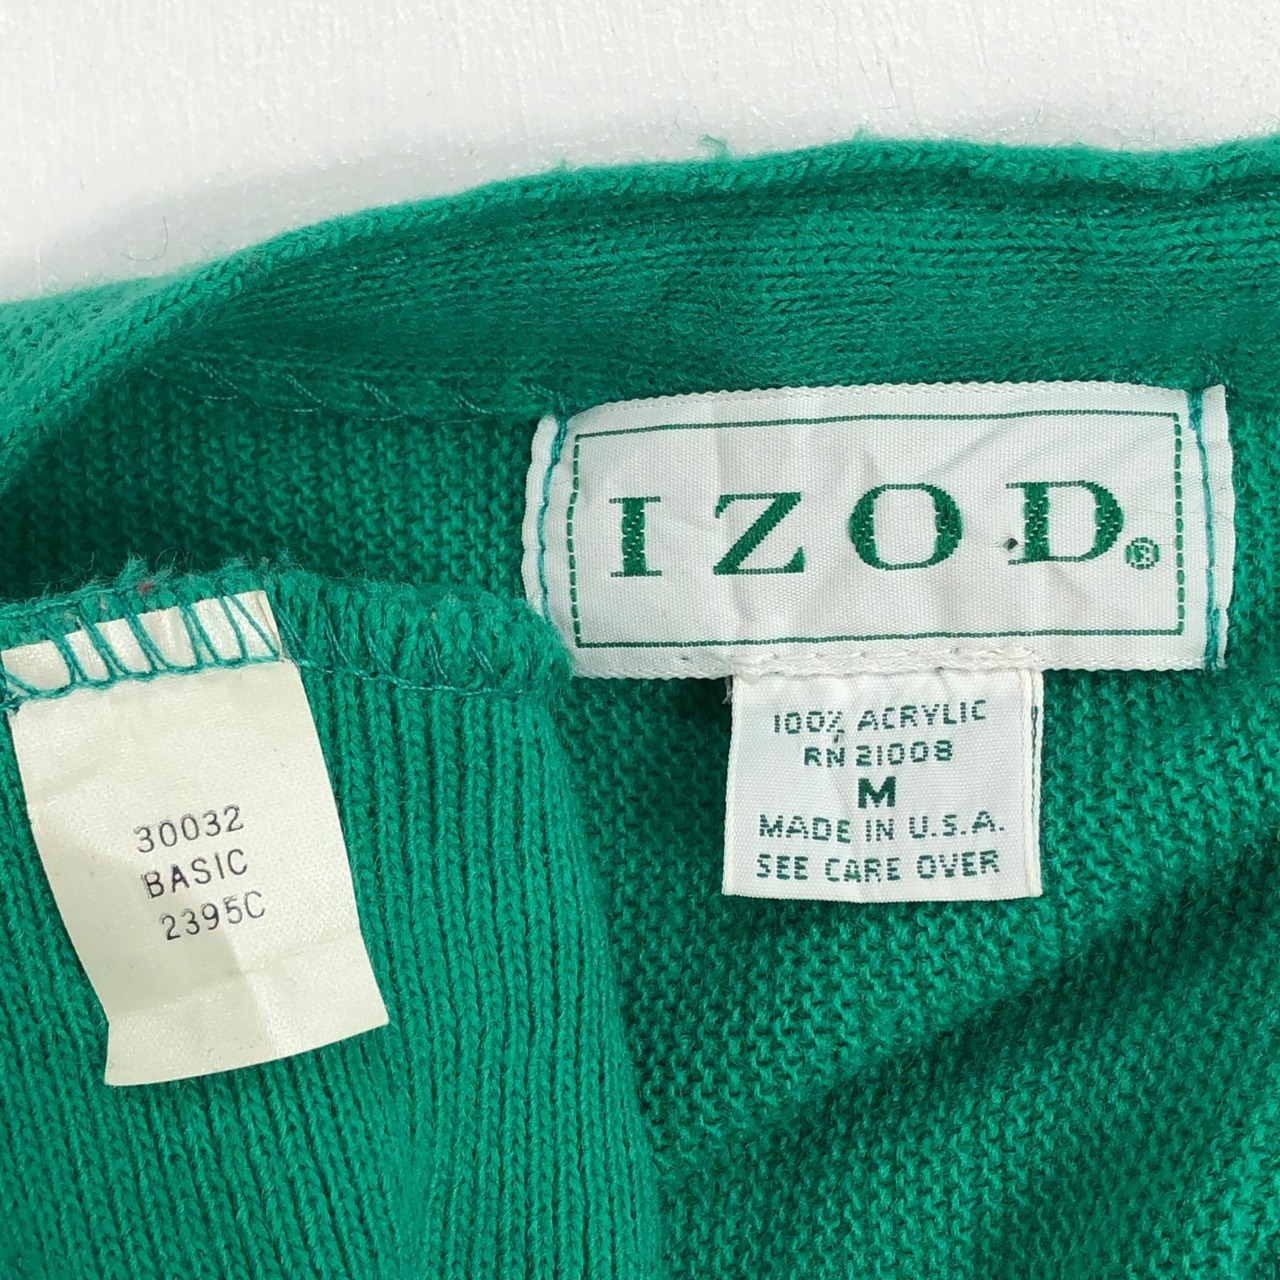 IZOD®
100% ACRYLIC
RN 21008
M
MADE IN U.S.A.
SEE CARE OVER
30032
BASIC
2395C